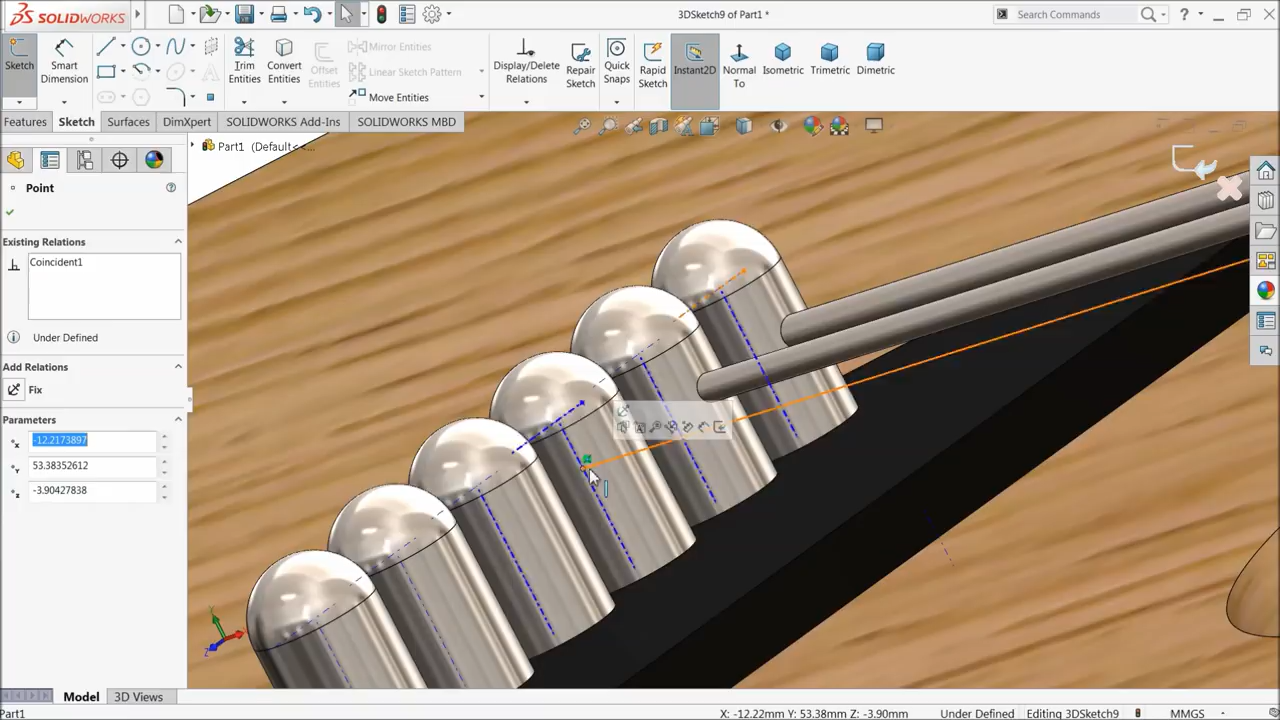 SOLIDWORKS
3DSketch9 of Part1 *
Search Commands
Sketch
Smart Dimension
Trim Entities
Convert Entities
Offset Entities
Mirror Entities
Linear Sketch Pattern
Move Entities
Display/Delete Relations
Repair Sketch
Quick Snaps
Rapid Sketch
Instant2D
Normal To
Isometric
Trimetric
Dimetric
Features
Sketch
Surfaces
DimXpert
SOLIDWORKS Add-Ins
SOLIDWORKS MBD
Part1 (Default<<...
Point
Existing Relations
Coincident1
Under Defined
Add Relations
Fix
Parameters
-12.2173897
53.38352612
-3.90427838
Model
3D Views
Part1
X: -12.22mm Y: 53.38mm Z: -3.90mm
Under Defined
Editing 3DSketch9
MMGS